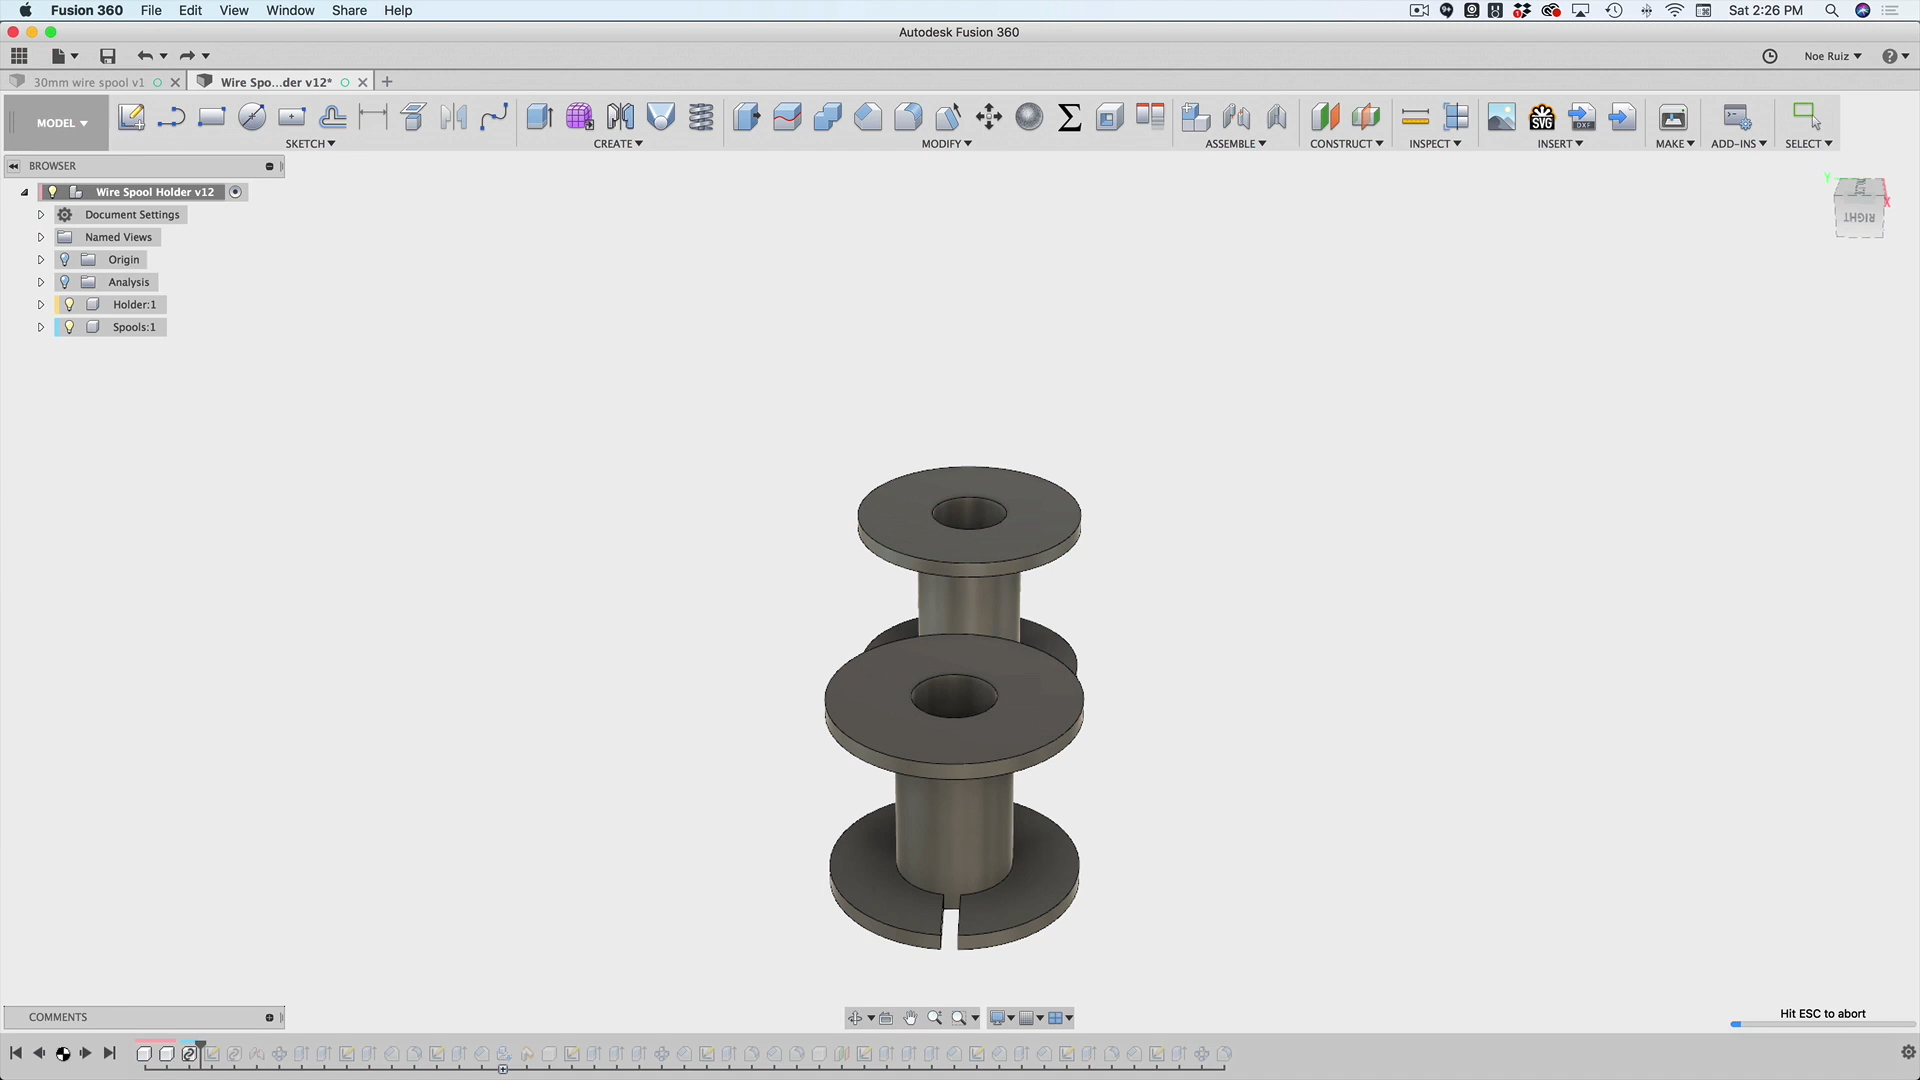 Fusion 360 File Edit View Window Share Help
Sat 2:26 PM
Autodesk Fusion 360
Noe Ruiz
30mm wire spool v1
Wire Spo...der v12*
MODEL
SKETCH
CREATE
MODIFY
ASSEMBLE
CONSTRUCT
INSPECT
INSERT
MAKE
ADD-INS
SELECT
SVG
DXF
BROWSER
Wire Spool Holder v12
Document Settings
Named Views
Origin
Analysis
Holder:1
Spools:1
Y
X
RIGHT
COMMENTS
Hit ESC to abort